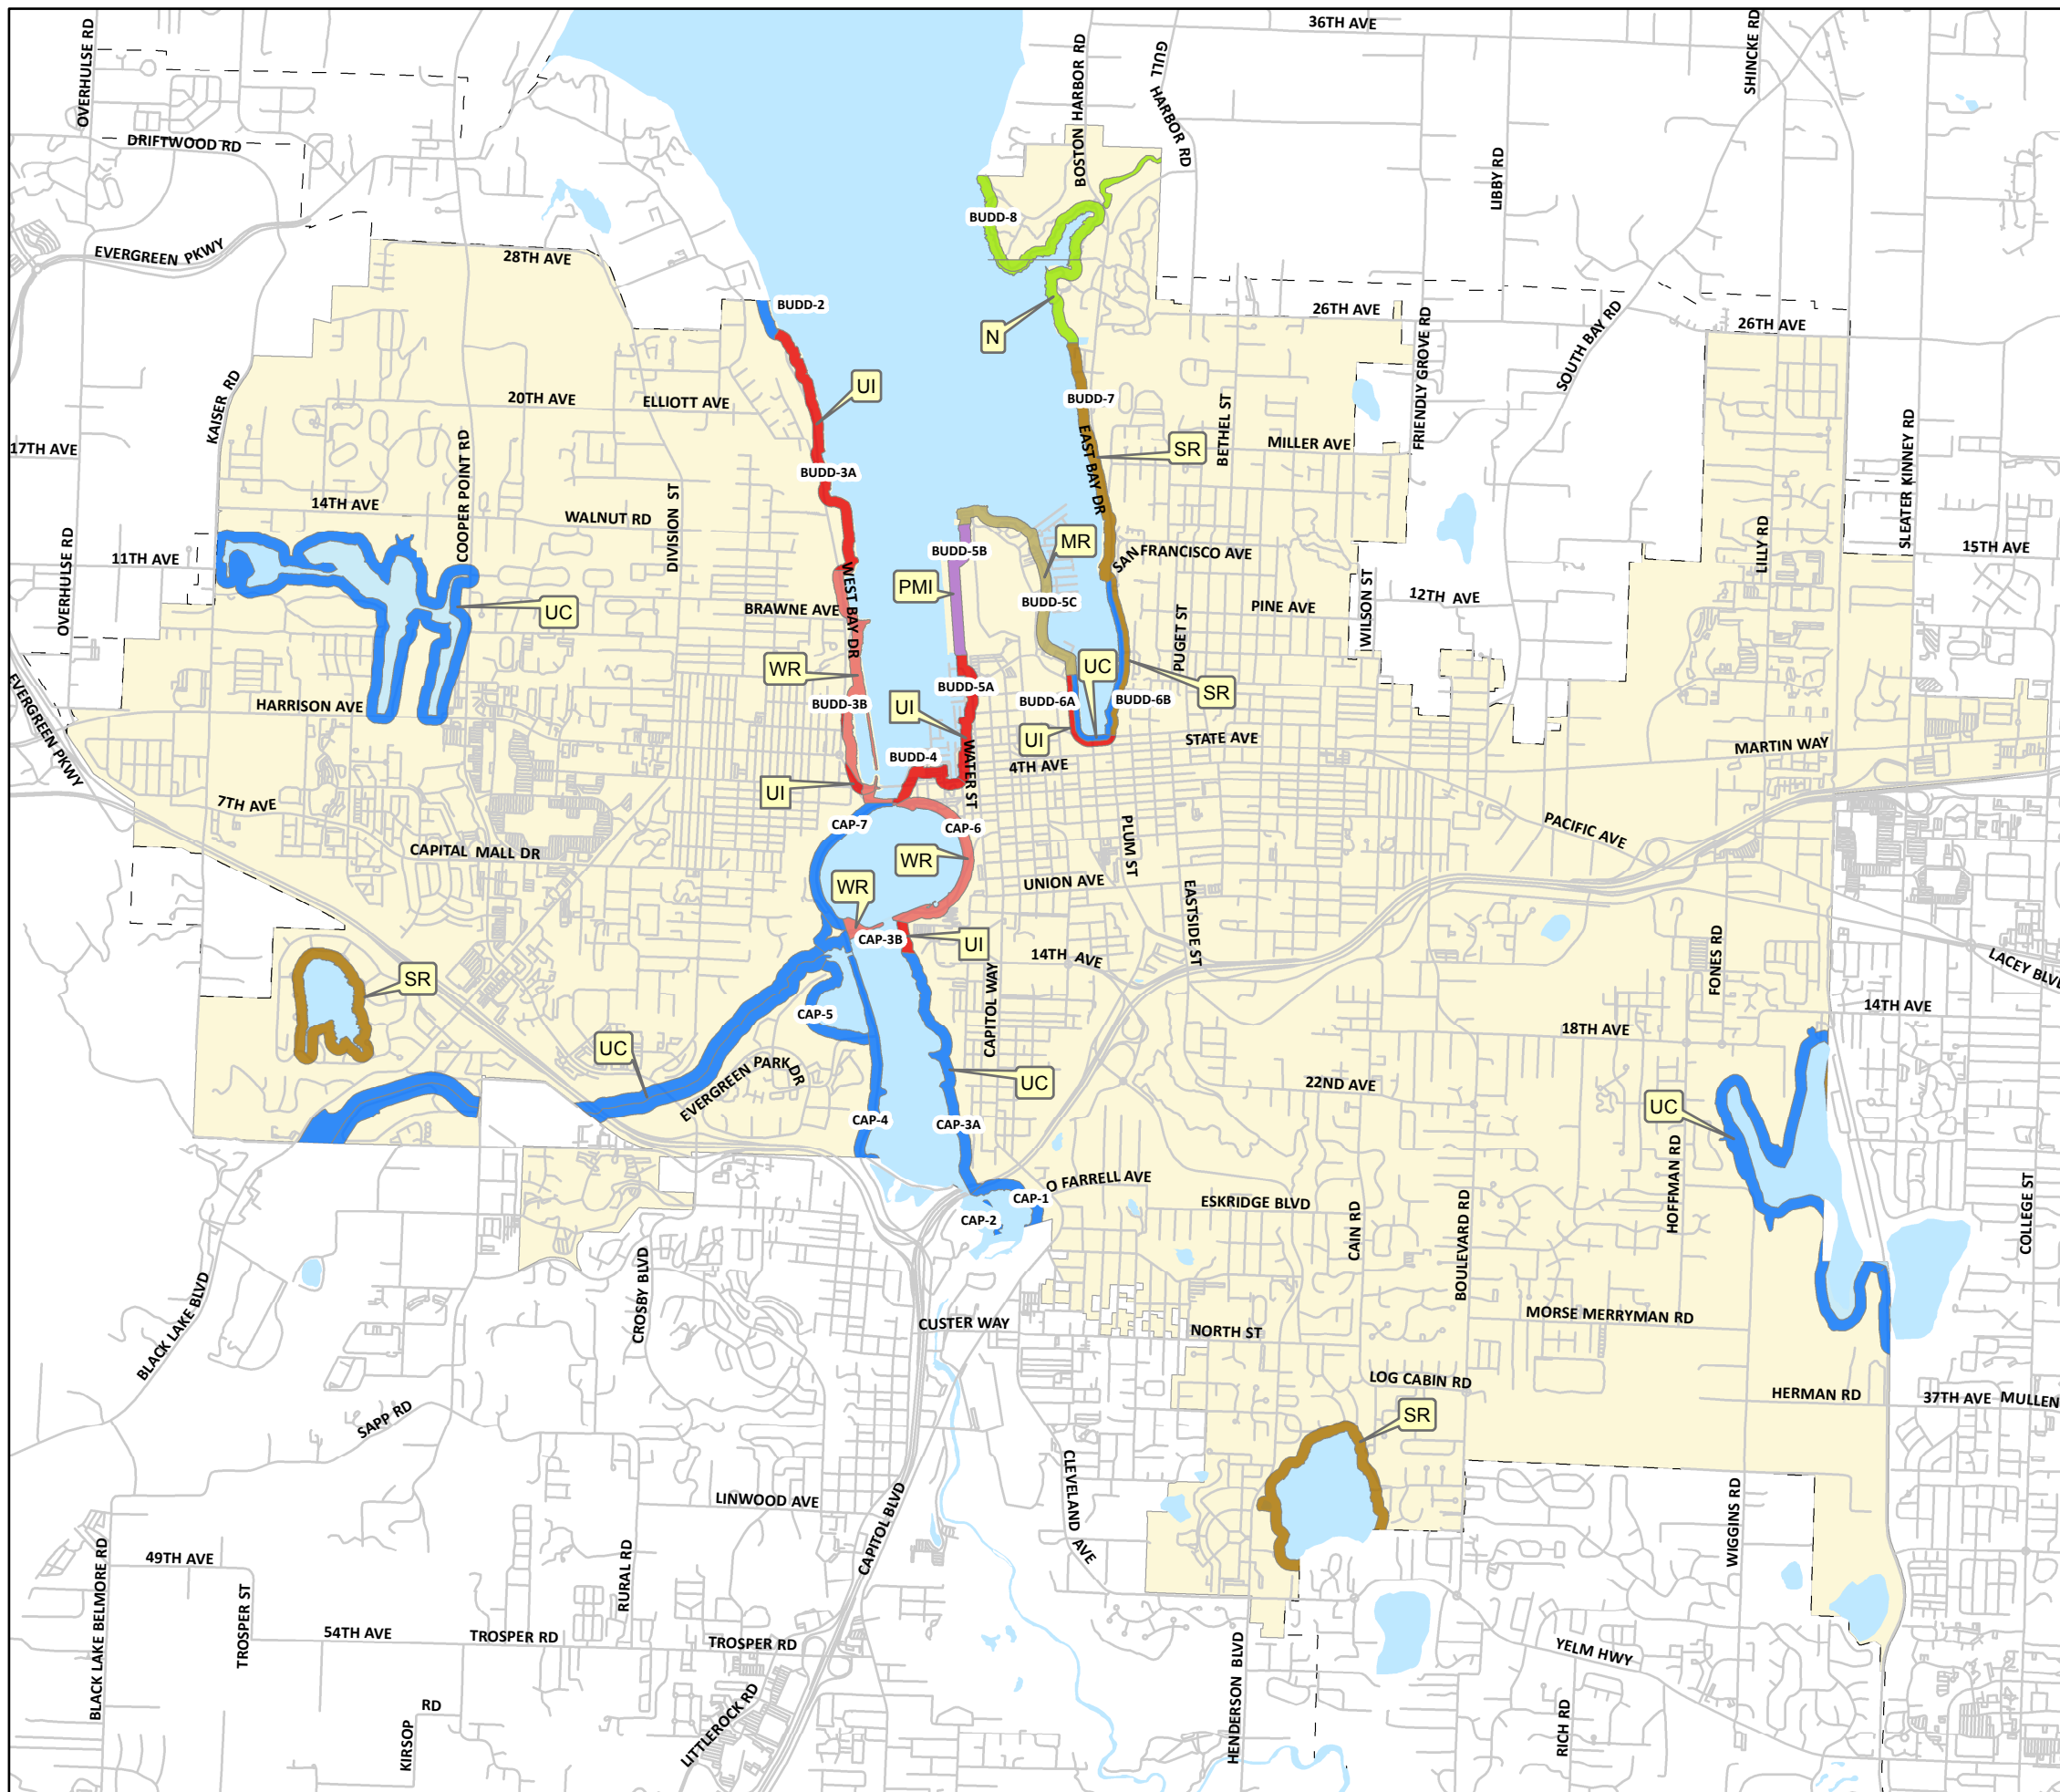 36TH AVE
OVERHULSE RD
SHINCKE RD
BOSTON HARBOR RD
GULL HARBOR RD
DRIFTWOOD RD
LIBBY RD
BUDD-8
EVERGREEN PKWY
28TH AVE
BUDD-2
26TH AVE
26TH AVE
N
SOUTH BAY RD
FRIENDLY GROVE RD
UI
KAISER RD
20TH AVE
ELLIOTT AVE
BUDD-7
BETHEL ST
EAST BAY DR
SR
MILLER AVE
SLEATER KINNEY RD
17TH AVE
COOPER POINT RD
BUDD-3A
14TH AVE
WALNUT RD
DIVISION ST
LILLY RD
MR
BUDD-5B
SAN FRANCISCO AVE
15TH AVE
11TH AVE
OVERHULSE RD
WEST BAY DR
PMI
BUDD-5C
UC
BRAWNE AVE
PINE AVE
WILSON ST
12TH AVE
PUGET ST
WR
UC
SR
BUDD-5A
BUDD-6A
BUDD-6B
HARRISON AVE
BUDD-3B
UI
EVERGREEN PKWY
UI
STATE AVE
MARTIN WAY
BUDD-4
WATER ST
4TH AVE
UI
7TH AVE
CAP-7
CAP-6
PLUM ST
PACIFIC AVE
CAPITAL MALL DR
WR
WR
UNION AVE
EASTSIDE ST
CAP-3B
UI
14TH AVE
FONES RD
LACEY BLVD
SR
CAPITOL WAY
14TH AVE
CAP-5
18TH AVE
UC
EVERGREEN PARK DR
UC
22ND AVE
UC
CAP-4
CAP-3A
HOFFMAN RD
O FARRELL AVE
CAP-1
ESKRIDGE BLVD
CAP-2
CAIN RD
BOULEVARD RD
COLLEGE ST
CROSBY BLVD
BLACK LAKE BLVD
CUSTER WAY
NORTH ST
MORSE MERRYMAN RD
LOG CABIN RD
HERMAN RD
37TH AVE
MULLEN
SAPP RD
SR
CLEVELAND AVE
LINWOOD AVE
CAPITOL BLVD
WIGGINS RD
49TH AVE
BLACK LAKE BELMORE RD
TROSPER ST
RURAL RD
54TH AVE
TROSPER RD
TROSPER RD
YELM HWY
HENDERSON BLVD
RICH RD
KIRSOP RD
LITTLEROCK RD